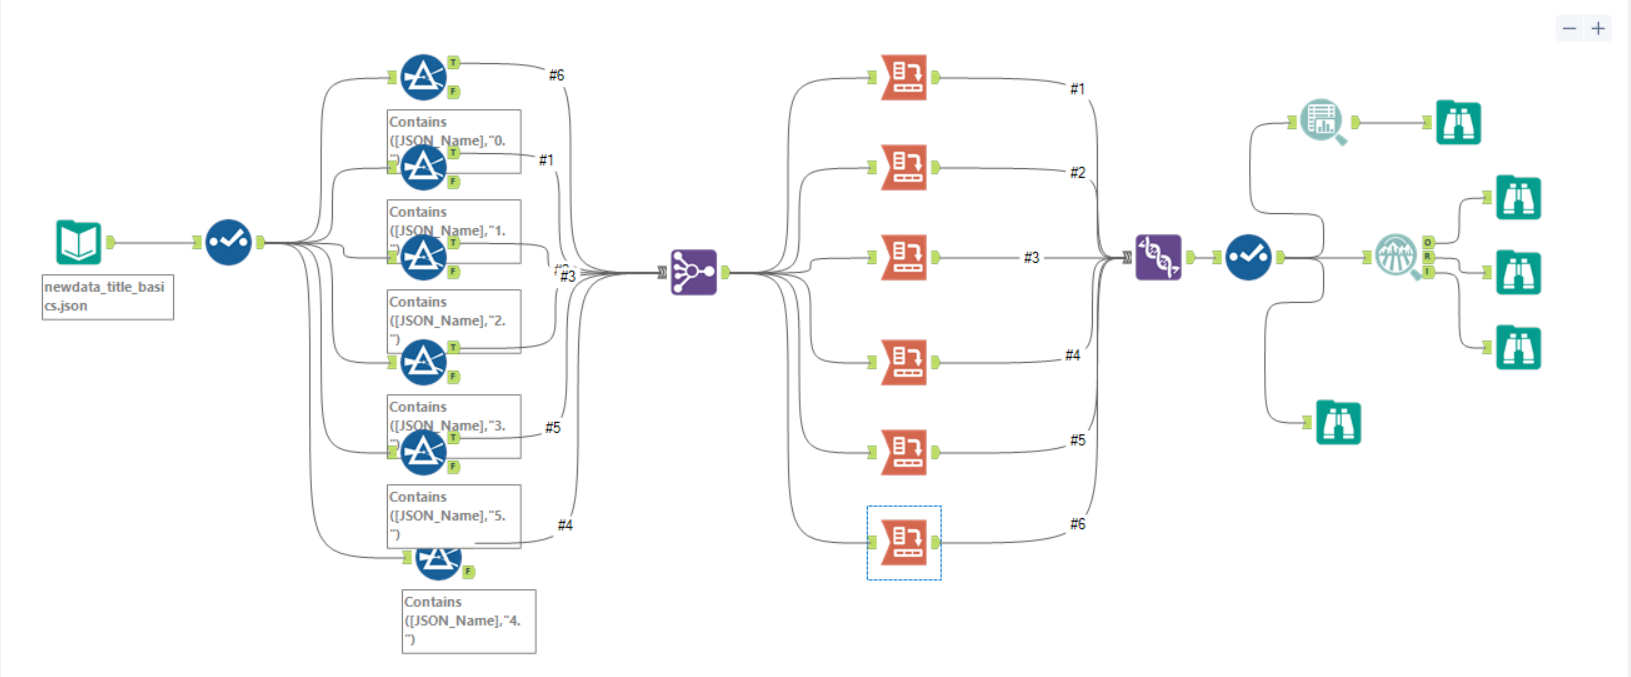 T
#6
F
Contains
([JSON_Name],"0.
")
T
#1
F
Contains
([JSON_Name],"1.
")
T
F
#3
Contains
([JSON_Name],"2.
")
T
F
Contains
([JSON_Name],"3.
")
T
#5
F
Contains
([JSON_Name],"5.
")
#4
F
Contains
([JSON_Name],"4.
")
newdata_title_basi
cs.json
#1
#2
#3
#4
#5
#6
O
R
I